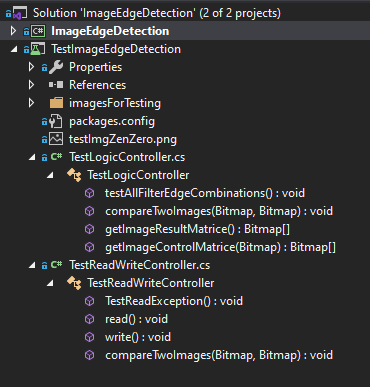 Solution 'ImageEdgeDetection' (2 of 2 projects)
C# ImageEdgeDetection
TestImageEdgeDetection
Properties
References
imagesForTesting
packages.config
testImgZenZero.png
C# TestLogicController.cs
TestLogicController
testAllFilterEdgeCombinations() : void
compareTwoImages(Bitmap, Bitmap) : void
getImageResultMatrice() : Bitmap[]
getImageControlMatrice(Bitmap) : Bitmap[]
C# TestReadWriteController.cs
TestReadWriteController
TestReadException() : void
read() : void
write() : void
compareTwoImages(Bitmap, Bitmap) : void